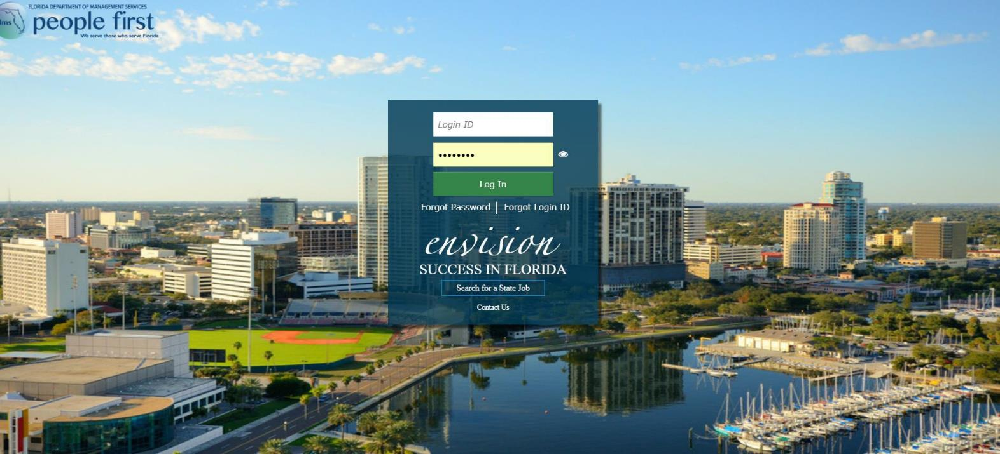 FLORIDA DEPARTMENT OF MANAGEMENT SERVICES
dms people first
We serve those who serve Florida
Login ID
••••••••
Log In
Forgot Password | Forgot Login ID
envision
SUCCESS IN FLORIDA
Search for a State Job
Contact Us